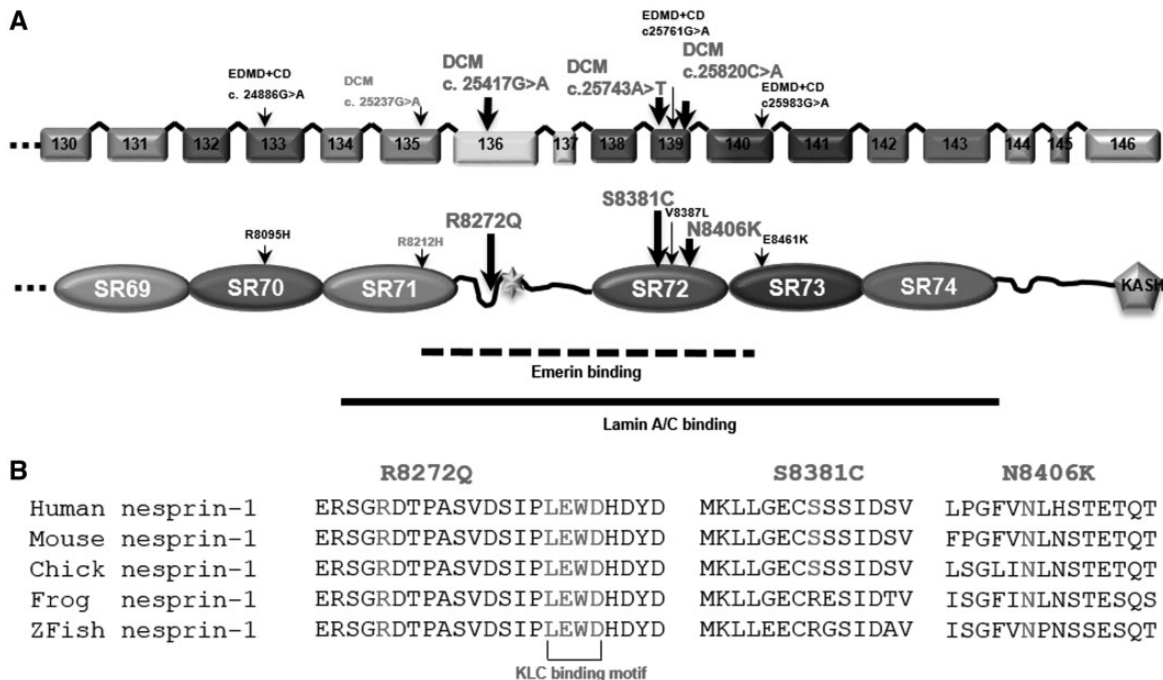 A
EDMD+CD
c. 24886G>A
DCM
c. 25237G>A
DCM
c. 25417G>A
DCM
c.25743A>T
EDMD+CD
c25761G>A
DCM
c.25820C>A
EDMD+CD
c25983G>A
130 131 132 133 134 135 136 137 138 139 140 141 142 143 144 145 146
R8095H
R8212H
R8272Q
S8381C
V8387L
N8406K
E8461K
SR69 SR70 SR71 SR72 SR73 SR74 KASH
Emerin binding
Lamin A/C binding
B
R8272Q S8381C N8406K
Human nesprin-1 ERSGRDTPASVDSIPLEWDHDYD MKLLGECSSSIDSV LPGFVNLHSTETQT
Mouse nesprin-1 ERSGRDTPASVDSIPLEWDHDYD MKLLGECSSSIDSV FPGFVNLNSTETQT
Chick nesprin-1 ERSGRDTPASVDSIPLEWDHDYD MKLLGECSSSIDSV LSGLINLNSTETQT
Frog nesprin-1 ERSGRDTPASVDSIPLEWDHDYD MKLLGECRESIDTV ISGFINLNSTESQS
ZFish nesprin-1 ERSGRDTPASVDSIPLEWDHDYD MKLLEECRGSIDAV ISGFVNPNSSESQT
KLC binding motif